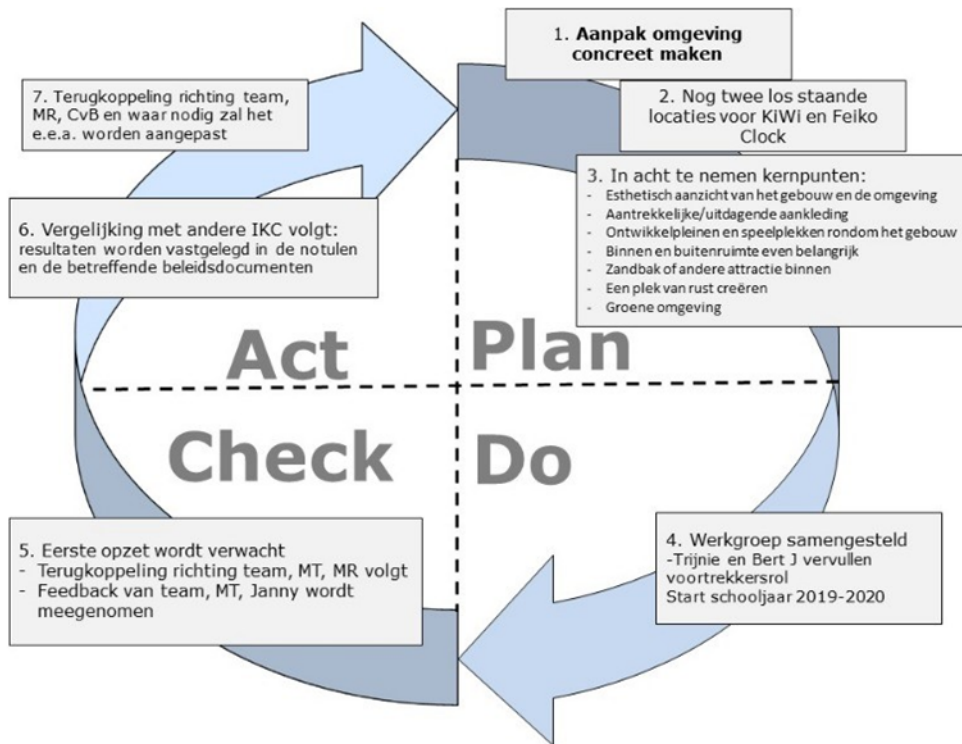 1. Aanpak omgeving
concreet maken
2. Nog twee los staande
locaties voor KiWi en Feiko
Clock
3. In acht te nemen kernpunten:
- Esthetisch aanzicht van het gebouw en de omgeving
- Aantrekkelijke/uitdagende aankleding
- Ontwikkelpleinen en speelplekken rondom het gebouw
- Binnen en buitenruimte even belangrijk
- Zandbak of andere attractie binnen
- Een plek van rust creëren
- Groene omgeving
4. Werkgroep samengesteld
-Trijnie en Bert J vervullen
voortrekkersrol
Start schooljaar 2019-2020
5. Eerste opzet wordt verwacht
- Terugkoppeling richting team, MT, MR volgt
- Feedback van team, MT, Janny wordt
meegenomen
6. Vergelijking met andere IKC volgt:
resultaten worden vastgelegd in de notulen
en de betreffende beleidsdocumenten
7. Terugkoppeling richting team,
MR, CvB en waar nodig zal het
e.e.a. worden aangepast
Act
Plan
Check
Do